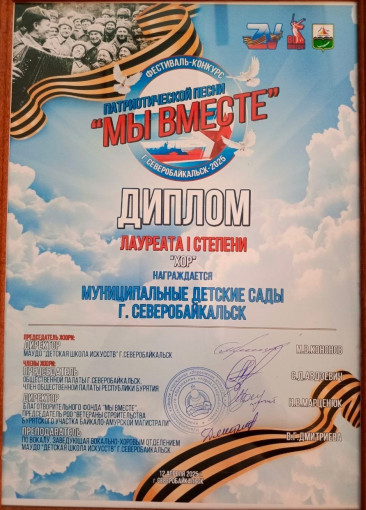 ФЕСТИВАЛЬ-КОНКУРС
ПАТРИОТИЧЕСКОЙ ПЕСНИ
"МЫ ВМЕСТЕ"
Г. СЕВЕРОБАЙКАЛЬСК-2025
ДИПЛОМ
ЛАУРЕАТА I СТЕПЕНИ
"ХОР"
НАГРАЖДАЕТСЯ
МУНИЦИПАЛЬНЫЕ ДЕТСКИЕ САДЫ
Г. СЕВЕРОБАЙКАЛЬСК
ПРЕДСЕДАТЕЛЬ ЖЮРИ:
ДИРЕКТОР
МАУДО "ДЕТСКАЯ ШКОЛА ИСКУССТВ" Г. СЕВЕРОБАЙКАЛЬСК
ЧЛЕНЫ ЖЮРИ:
ПРЕДСЕДАТЕЛЬ
ОБЩЕСТВЕННОЙ ПАЛАТЫ Г. СЕВЕРОБАЙКАЛЬСК
ЧЛЕН ОБЩЕСТВЕННОЙ ПАЛАТЫ РЕСПУБЛИКИ БУРЯТИЯ
ДИРЕКТОР
БЛАГОТВОРИТЕЛЬНОГО ФОНДА "МЫ ВМЕСТЕ"
ПРЕДСЕДАТЕЛЬ РОО "ВЕТЕРАНЫ СТРОИТЕЛЬСТВА
БУРЯТСКОГО УЧАСТКА БАЙКАЛО-АМУРСКОЙ МАГИСТРАЛИ"
ПРЕПОДАВАТЕЛЬ
ПО ВОКАЛУ, ЗАВЕДУЮЩАЯ ВОКАЛЬНО-ХОРОВЫМ ОТДЕЛЕНИЕМ
МАУДО "ДЕТСКАЯ ШКОЛА ИСКУССТВ" Г. СЕВЕРОБАЙКАЛЬСК
МАРЦЕНЮК
О.Г. ДМИТРИЕВА
2025
Г. СЕВЕРОБАЙКАЛЬСК